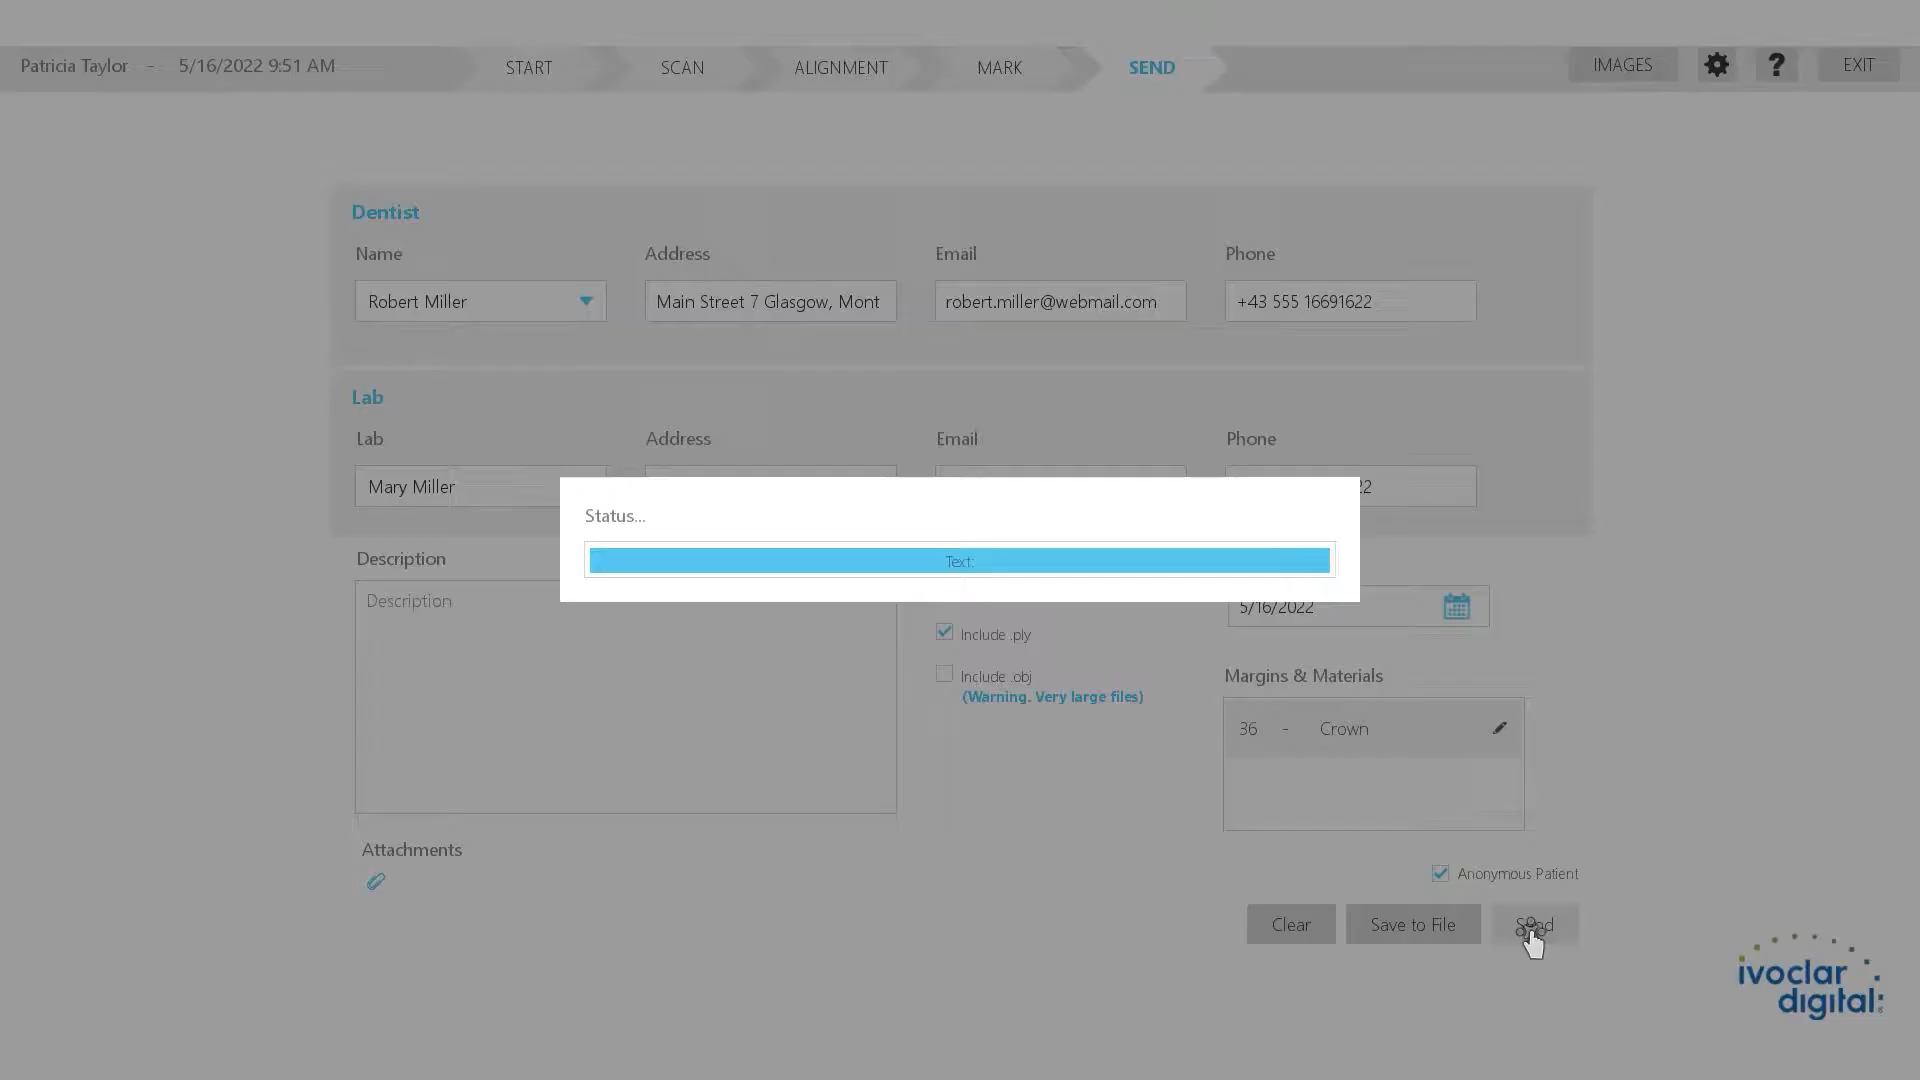 Patricia Taylor - 5/16/2022 9:51 AM
START
SCAN
ALIGNMENT
MARK
SEND
IMAGES
?
EXIT
Dentist
Name
Address
Email
Phone
Robert Miller
Main Street 7 Glasgow, Mont
robert.miller@webmail.com
+43 555 16691622
Lab
Lab
Address
Email
Phone
Mary Miller
22
Status...
Text:
Description
Description
5/16/2022
Include .ply
Include .obj
(Warning. Very large files)
Margins & Materials
36 - Crown
Attachments
Anonymous Patient
Clear
Save to File
Send
ivoclar
digital